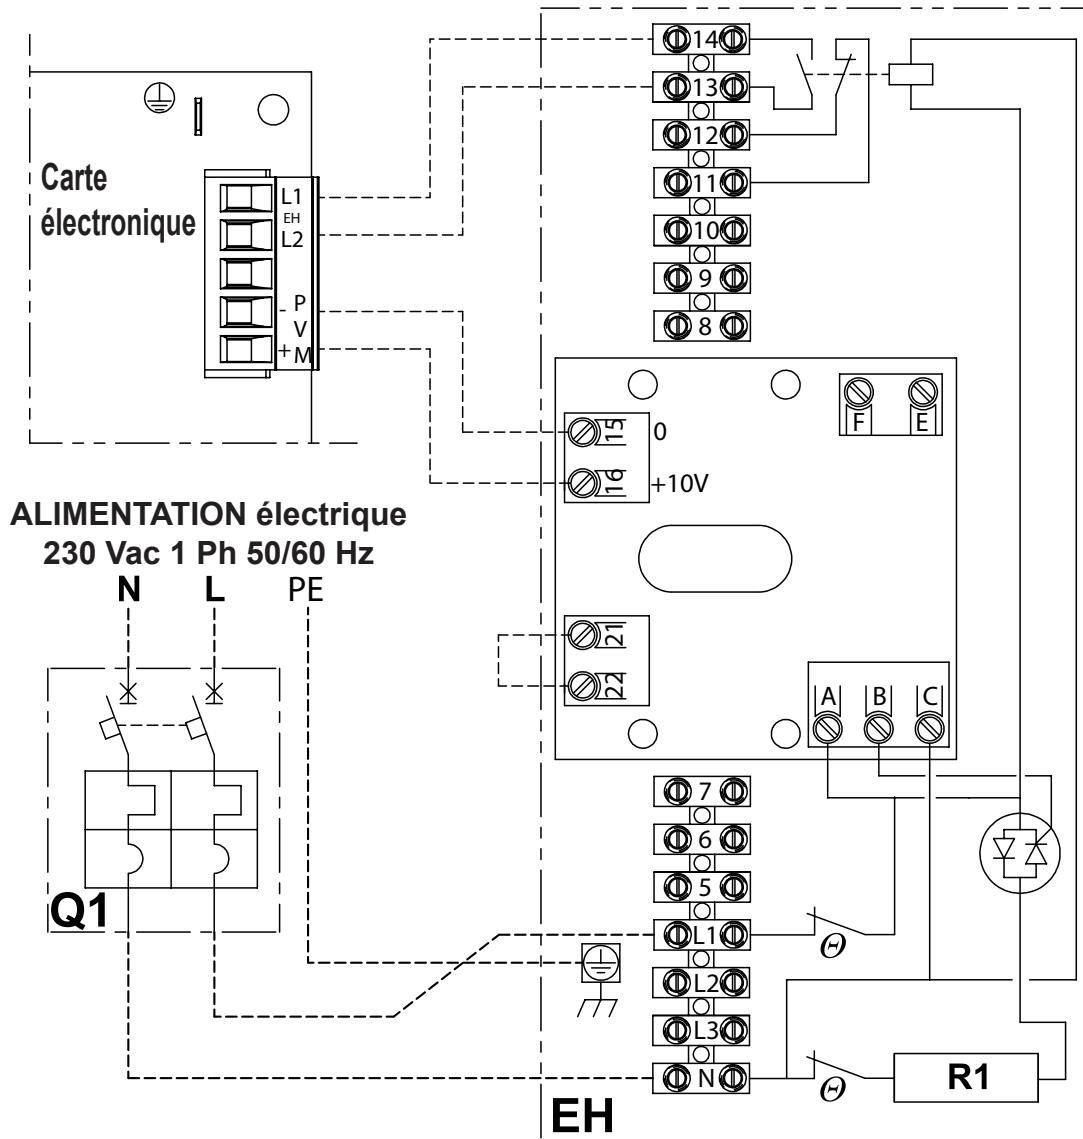 Carte
électronique
L1
EH
L2
- P
V
+ M
14
13
12
11
10
9
8
15 0
16 +10V
F E
21
22
A B C
ALIMENTATION électrique
230 Vac 1 Ph 50/60 Hz
N L PE
Q1
7
6
5
L1
L2
L3
N
Θ
Θ
R1
EH